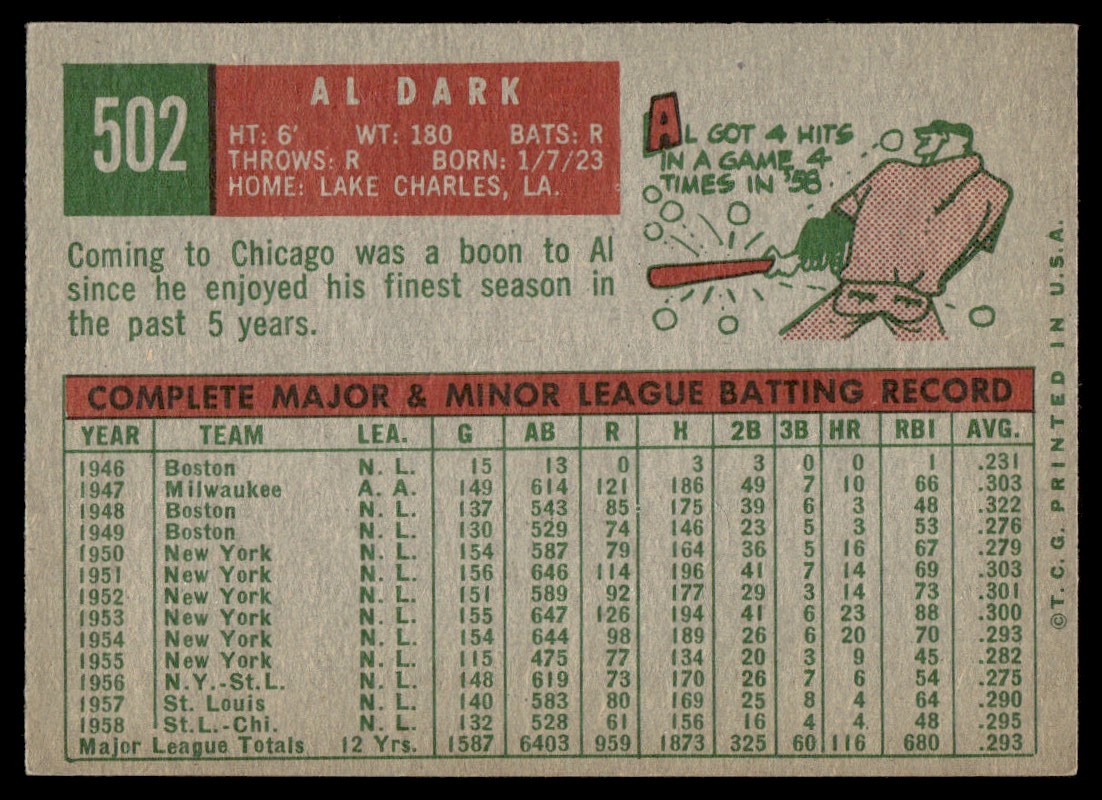 502
AL DARK
HT: 6' WT: 180 BATS: R
THROWS: R BORN: 1/7/23
HOME: LAKE CHARLES, LA.
AL GOT 4 HITS
IN A GAME 4
TIMES IN '58
Coming to Chicago was a boon to Al
since he enjoyed his finest season in
the past 5 years.
COMPLETE MAJOR & MINOR LEAGUE BATTING RECORD
YEAR TEAM LEA. G AB R H 2B 3B HR RBI AVG.
1946 Boston N. L. 15 13 0 3 3 0 0 1 .231
1947 Milwaukee A. A. 149 614 121 186 49 7 10 66 .303
1948 Boston N. L. 137 543 85 175 39 6 3 48 .322
1949 Boston N. L. 130 529 74 146 23 5 3 53 .276
1950 New York N. L. 154 587 79 164 36 5 16 67 .279
1951 New York N. L. 156 646 114 196 41 7 14 69 .303
1952 New York N. L. 151 589 92 177 29 3 14 73 .301
1953 New York N. L. 155 647 126 194 41 6 23 88 .300
1954 New York N. L. 154 644 98 189 26 6 20 70 .293
1955 New York N. L. 115 475 77 134 20 3 9 45 .282
1956 N.Y.-St.L. N. L. 148 619 73 170 26 7 6 54 .275
1957 St. Louis N. L. 140 583 80 169 25 8 4 64 .290
1958 St.L.-Chi. N. L. 132 528 61 156 16 4 4 48 .295
Major League Totals 12 Yrs. 1587 6403 959 1873 325 60 116 680 .293
©T. C. G. PRINTED IN U.S.A.